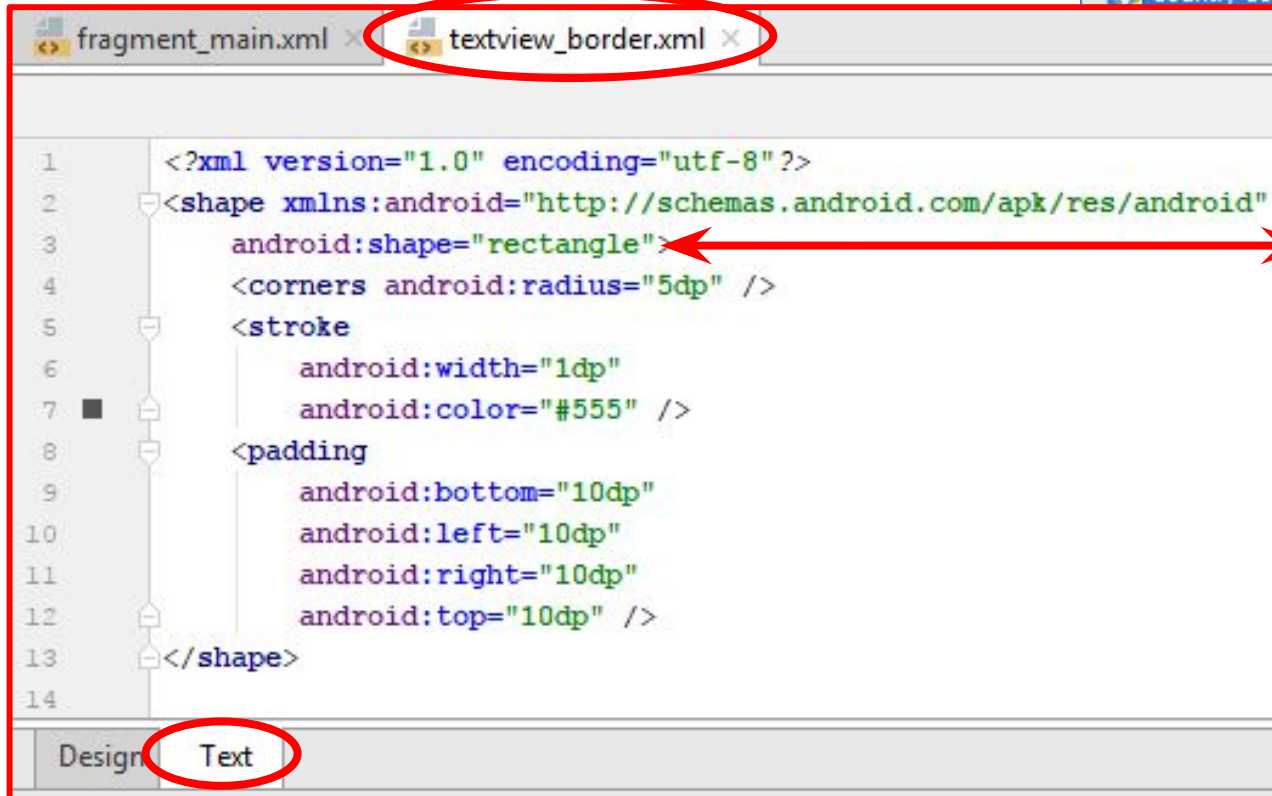 fragment_main.xml textview_border.xml
1 <?xml version="1.0" encoding="utf-8"?>
2 <shape xmlns:android="http://schemas.android.com/apk/res/android"
3     android:shape="rectangle">
4     <corners android:radius="5dp" />
5     <stroke
6         android:width="1dp"
7         android:color="#555" />
8     <padding
9         android:bottom="10dp"
10         android:left="10dp"
11         android:right="10dp"
12         android:top="10dp" />
13 </shape>
14
Design Text